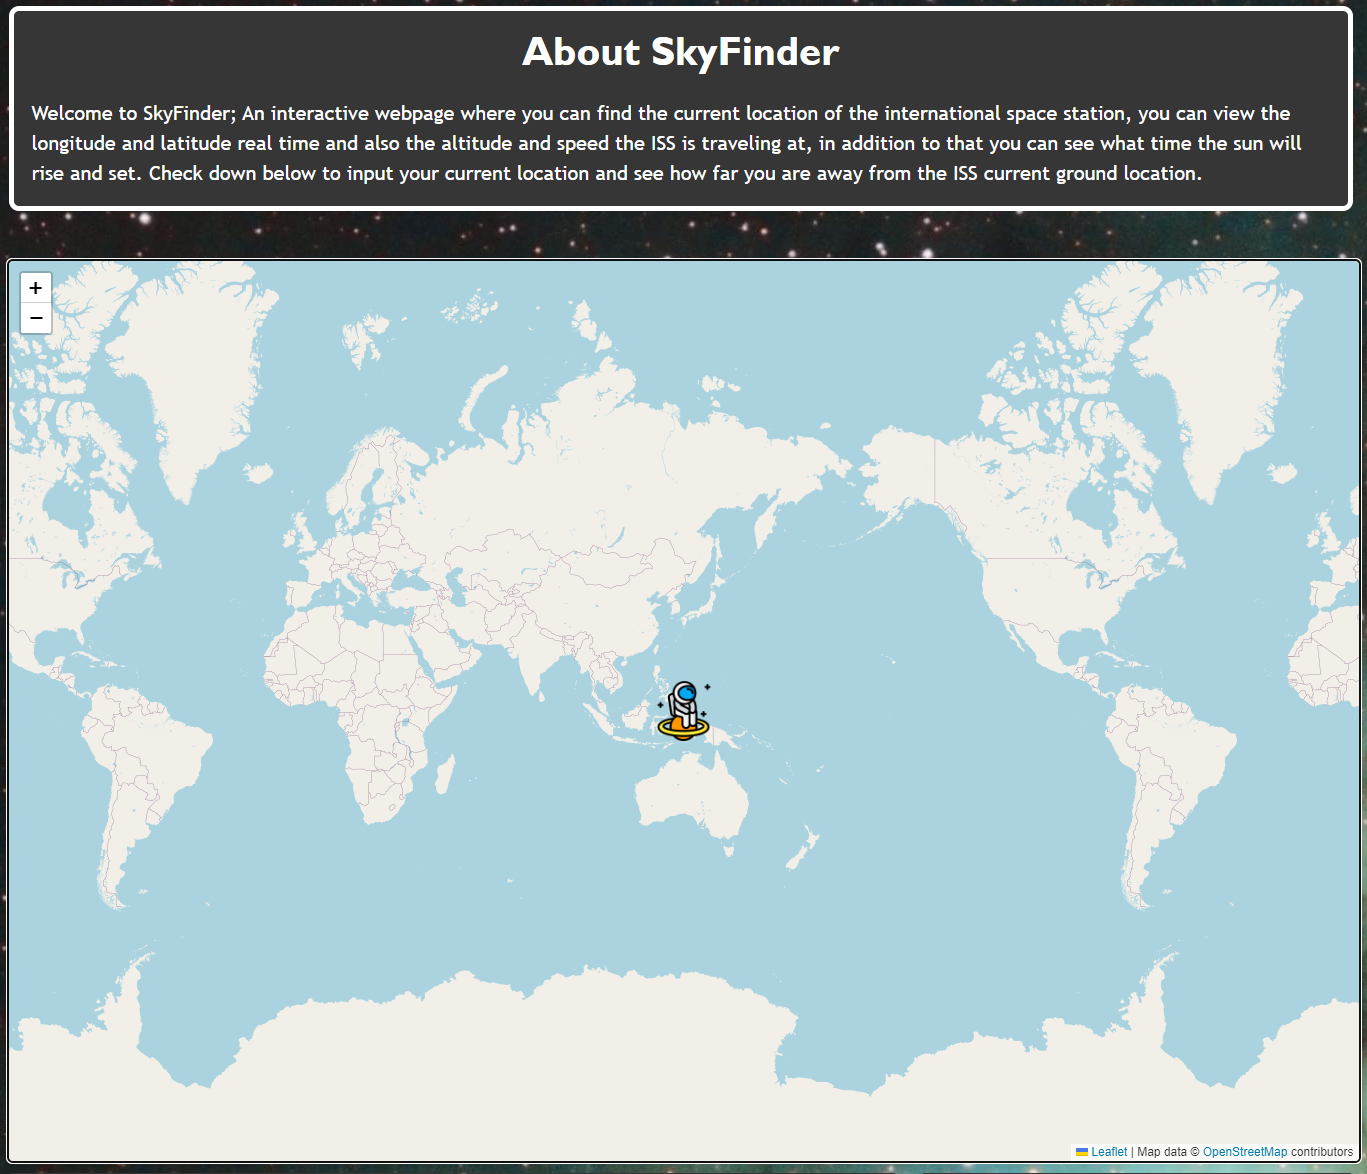 About SkyFinder
Welcome to SkyFinder; An interactive webpage where you can find the current location of the international space station, you can view the
longitude and latitude real time and also the altitude and speed the ISS is traveling at, in addition to that you can see what time the sun will
rise and set. Check down below to input your current location and see how far you are away from the ISS current ground location.
+
−
Leaflet | Map data © OpenStreetMap contributors